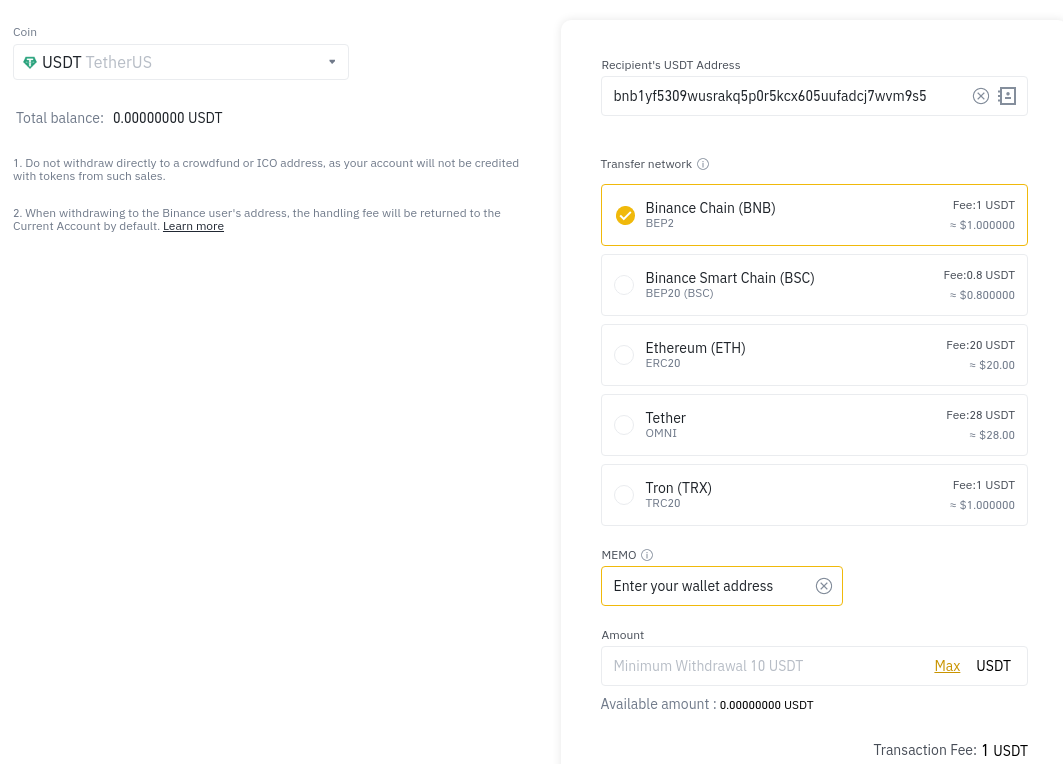 Coin
USDT TetherUS
Total balance: 0.00000000 USDT
1. Do not withdraw directly to a crowdfund or ICO address, as your account will not be credited
with tokens from such sales.
2. When withdrawing to the Binance user's address, the handling fee will be returned to the
Current Account by default. Learn more
Recipient's USDT Address
bnb1yf5309wusrakq5p0r5kcx605uufadcj7wvm9s5
Transfer network
Binance Chain (BNB)
BEP2
Fee:1 USDT
≈ $1.000000
Binance Smart Chain (BSC)
BEP20 (BSC)
Fee:0.8 USDT
≈ $0.800000
Ethereum (ETH)
ERC20
Fee:20 USDT
≈ $20.00
Tether
OMNI
Fee:28 USDT
≈ $28.00
Tron (TRX)
TRC20
Fee:1 USDT
≈ $1.000000
MEMO
Enter your wallet address
Amount
Minimum Withdrawal 10 USDT Max USDT
Available amount : 0.00000000 USDT
Transaction Fee: 1 USDT